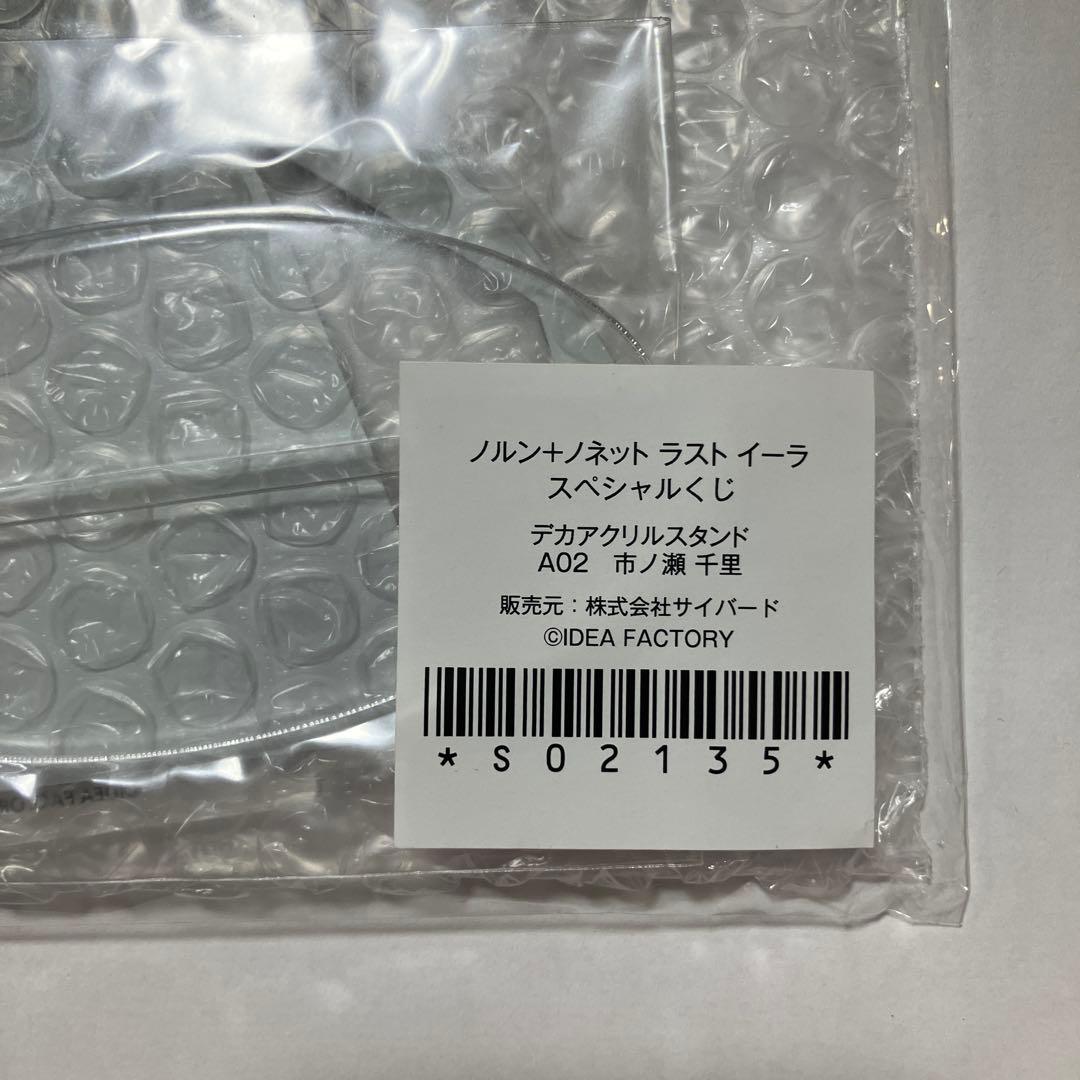 ノルン+ノネット ラスト イーラ
スペシャルくじ
デカアクリルスタンド
A02　市ノ瀬 千里
販売元：株式会社サイバード
©IDEA FACTORY
*S02135*